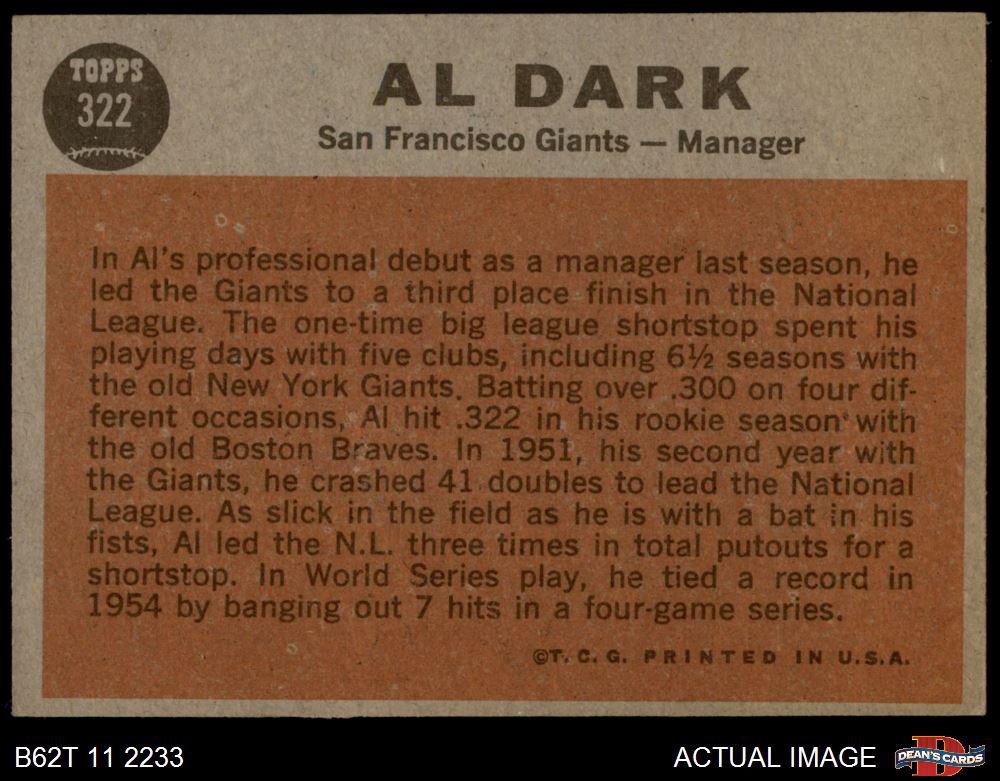 TOPPS
322
AL DARK
San Francisco Giants — Manager
In Al's professional debut as a manager last season, he
led the Giants to a third place finish in the National
League. The one-time big league shortstop spent his
playing days with five clubs, including 6½ seasons with
the old New York Giants. Batting over .300 on four dif-
ferent occasions, Al hit .322 in his rookie season with
the old Boston Braves. In 1951, his second year with
the Giants, he crashed 41 doubles to lead the National
League. As slick in the field as he is with a bat in his
fists, Al led the N.L. three times in total putouts for a
shortstop. In World Series play, he tied a record in
1954 by banging out 7 hits in a four-game series.
©T. C. G. PRINTED IN U.S.A.
B62T 11 2233
ACTUAL IMAGE
D
DEAN'S CARDS